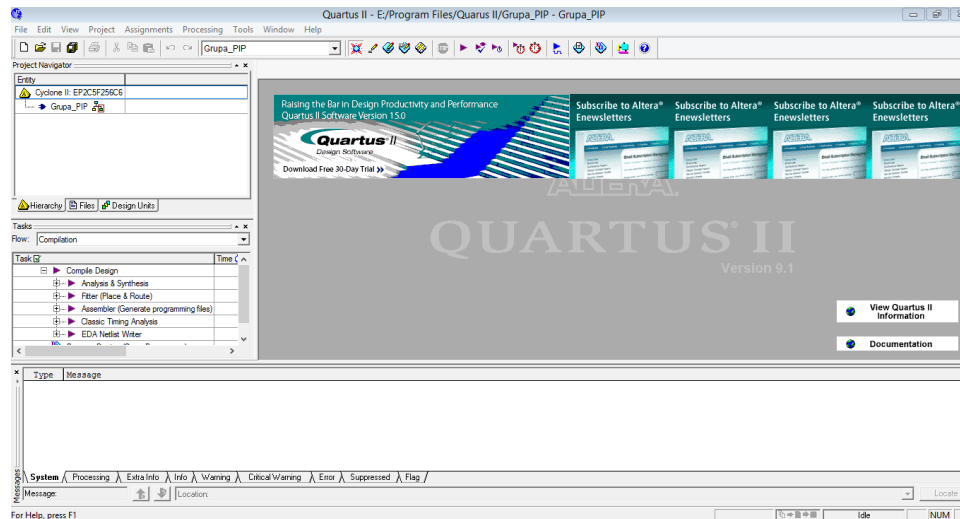 Quartus II - E:/Program Files/Quarus II/Grupa_PIP - Grupa_PIP
File Edit View Project Assignments Processing Tools Window Help
Grupa_PIP
Project Navigator
Entity
Cyclone II: EP2C5F256C6
Grupa_PIP
Hierarchy Files Design Units
Tasks
Flow: Compilation
Task Time (
Compile Design
Analysis & Synthesis
Fitter (Place & Route)
Assembler (Generate programming files)
Classic Timing Analysis
EDA Netlist Writer
Raising the Bar in Design Productivity and Performance
Quartus II Software Version 15.0
Quartus II
Design Software
Download Free 30-Day Trial
Subscribe to Altera® Subscribe to Altera® Subscribe to Altera® Subscribe to Altera®
Enewsletters Enewsletters Enewsletters Enewsletters
ALTERA.
QUARTUS® II
Version 9.1
View Quartus II
Information
Documentation
Type Message
System Processing Extra Info Info Warning Critical Warning Error Suppressed Flag
Messages
Message: Location: Locate
For Help, press F1 Idle NUM